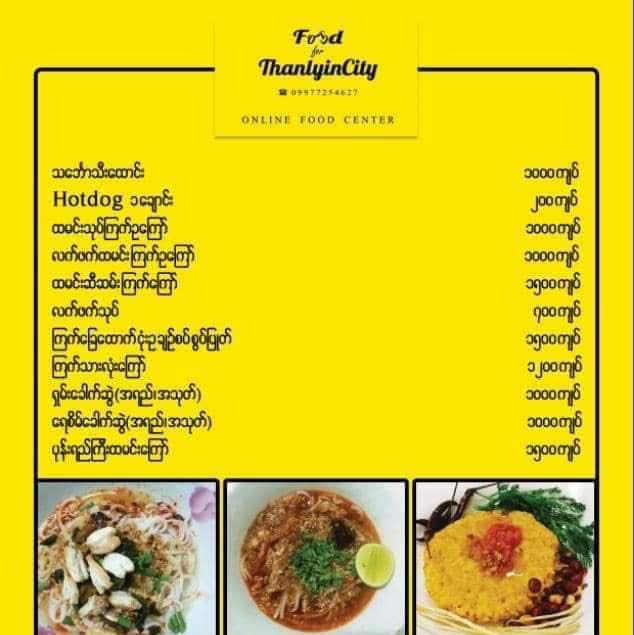 Food
for
ThanlyinCity
☎ 09977254627
ONLINE FOOD CENTER
သင်္ဘောသီးထောင်း ၁၀၀၀ကျပ်
Hotdog ၁ချောင်း ၂၀၀ကျပ်
ထမင်းသုပ်ကြက်ဥကြော် ၁၀၀၀ကျပ်
လက်ဖက်ထမင်းကြက်ဥကြော် ၁၀၀၀ကျပ်
ထမင်းဆီဆမ်းကြက်ကြော် ၁၅၀၀ကျပ်
လက်ဖက်သုပ် ၇၀၀ကျပ်
ကြက်ခြေထောက်ငုံးဥချဉ်စပ်စွပ်ပြုတ် ၁၅၀၀ကျပ်
ကြက်သားလုံးကြော် ၁၂၀၀ကျပ်
ရှမ်းခေါက်ဆွဲ(အရည်၊အသုတ်) ၁၀၀၀ကျပ်
ရေစိမ်ခေါက်ဆွဲ(အရည်၊အသုတ်) ၁၀၀၀ကျပ်
ပုန်းရည်ကြီးထမင်းကြော် ၁၅၀၀ကျပ်